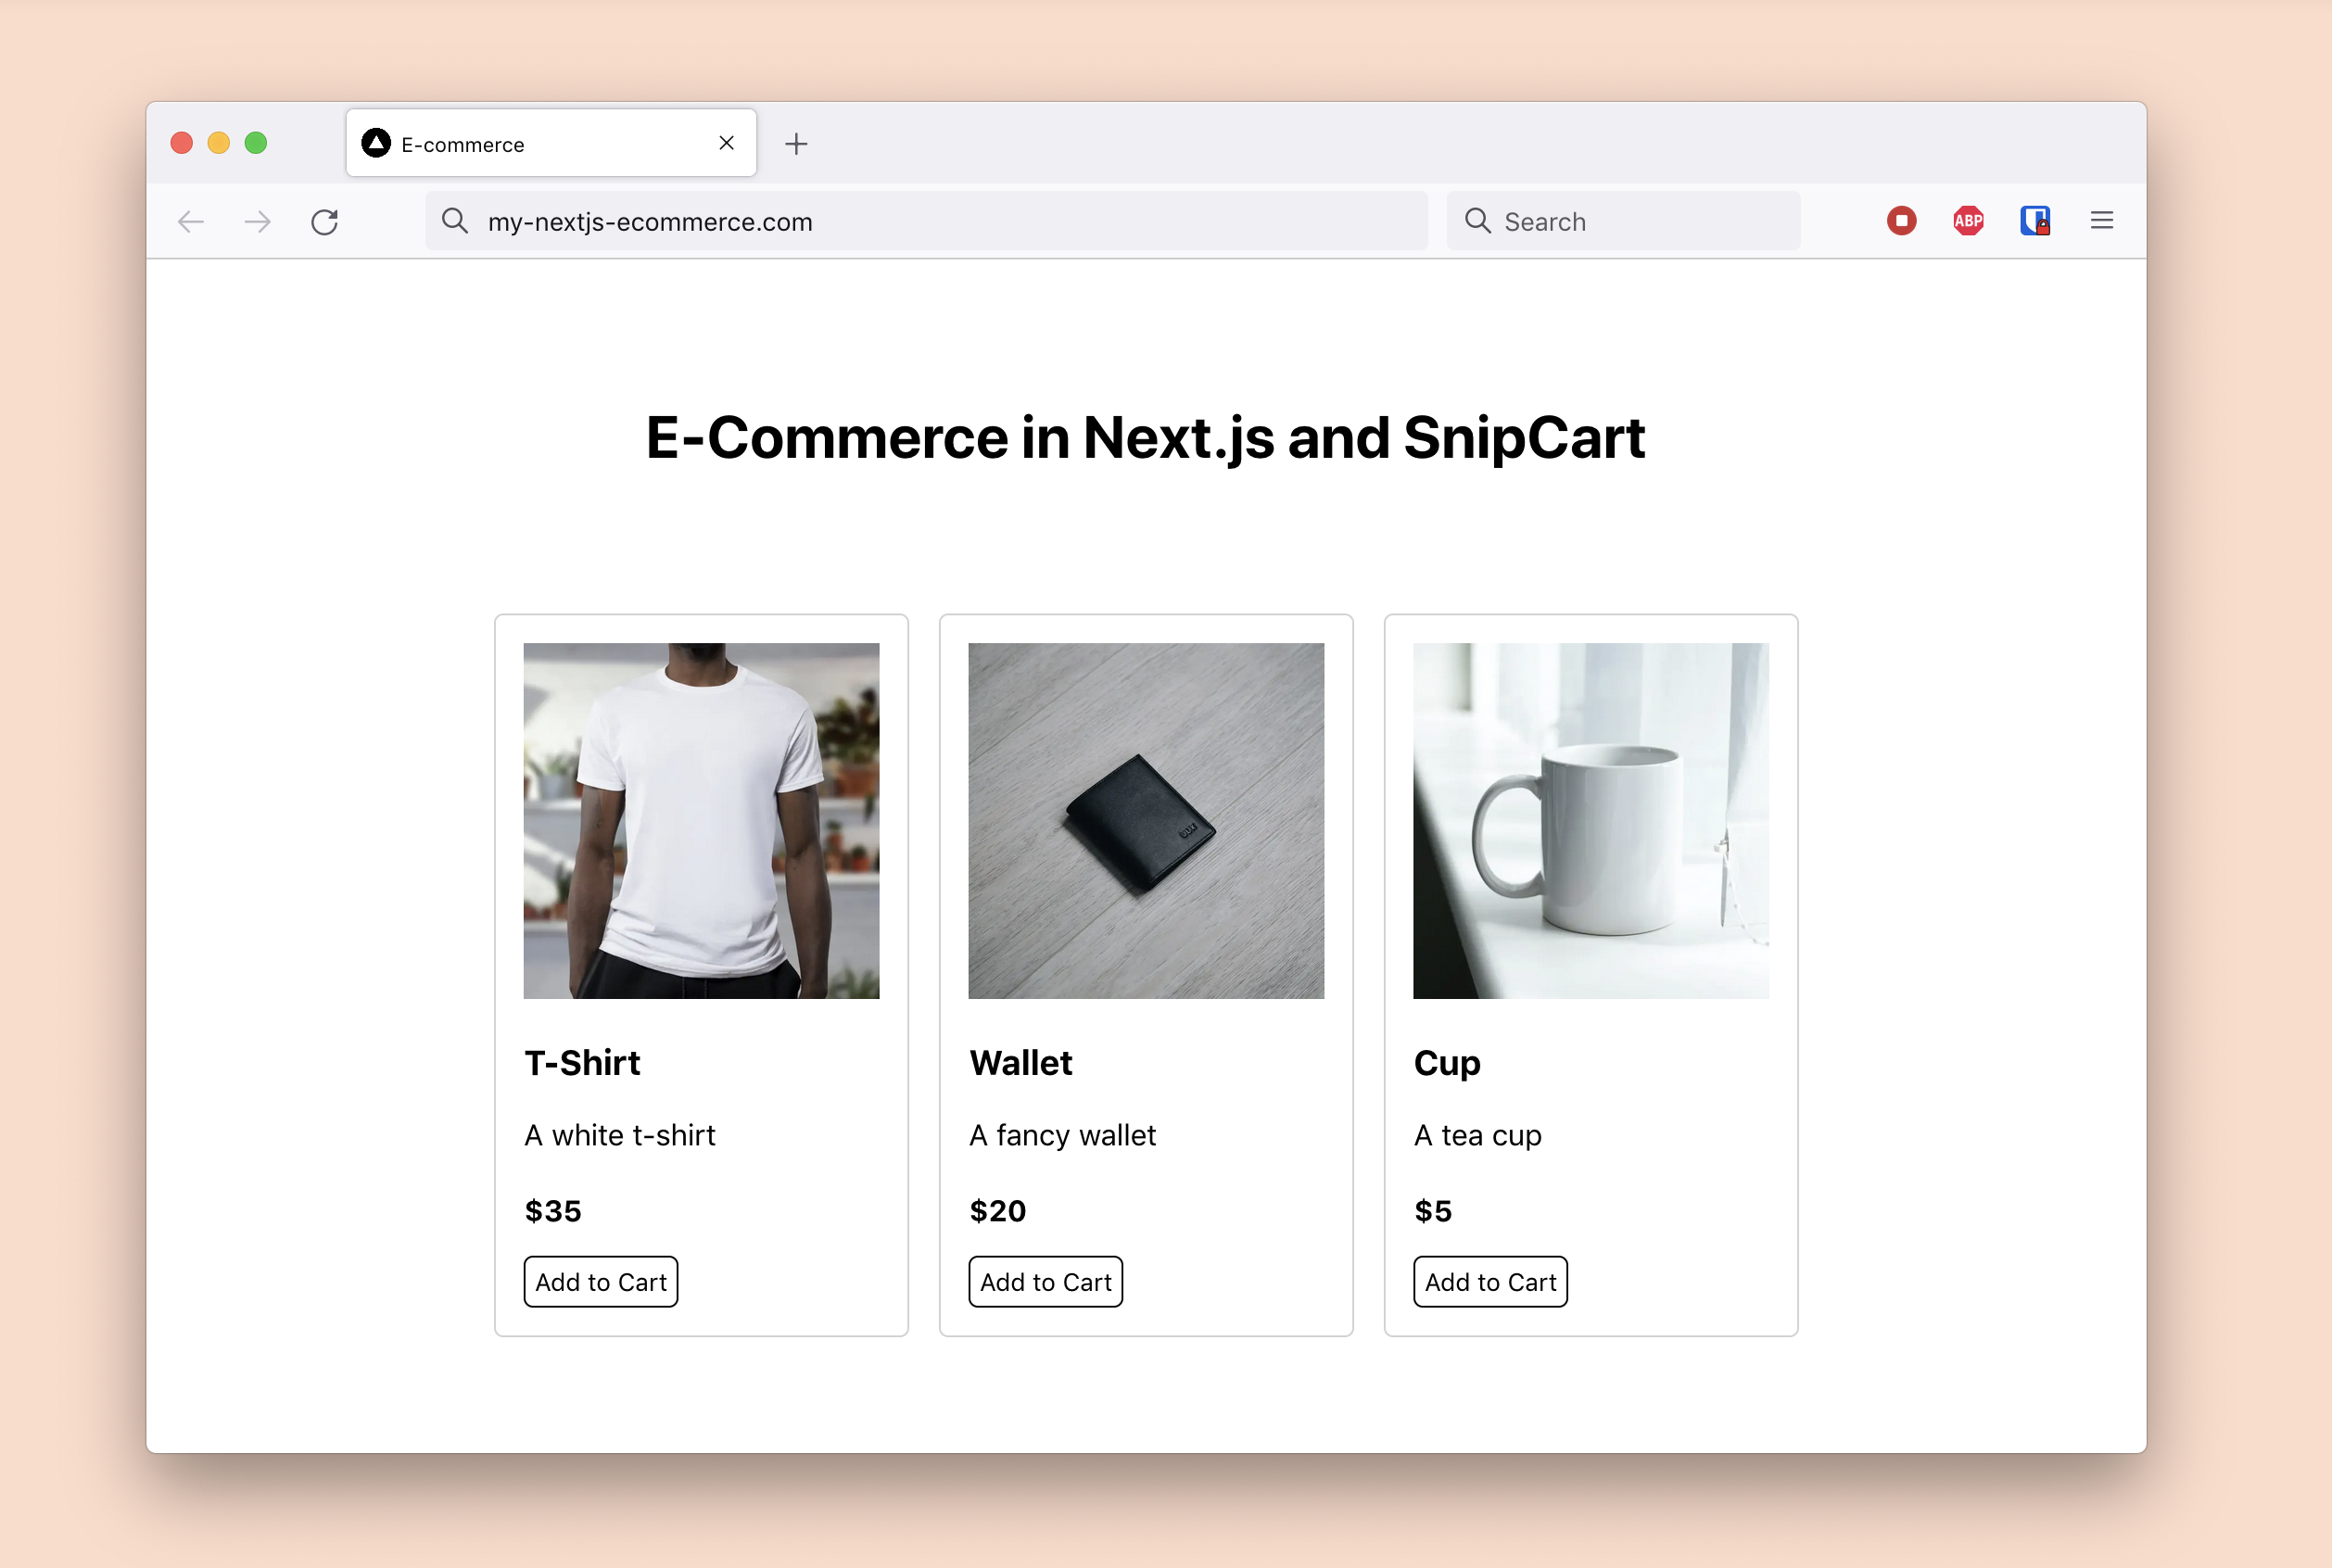 E-commerce
my-nextjs-ecommerce.com
Search
ABP
E-Commerce in Next.js and SnipCart
T-Shirt
A white t-shirt
$35
Add to Cart
Wallet
A fancy wallet
$20
Add to Cart
Cup
A tea cup
$5
Add to Cart